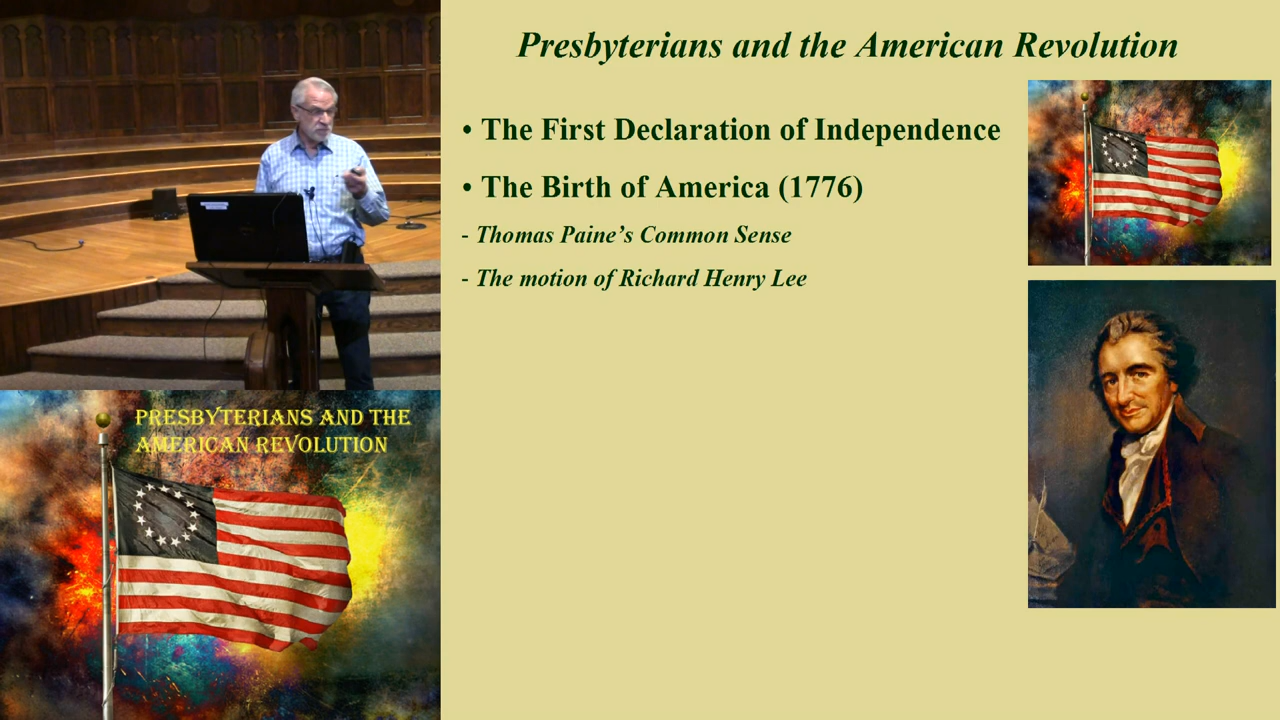 Presbyterians and the American Revolution
• The First Declaration of Independence
• The Birth of America (1776)
- Thomas Paine’s Common Sense
- The motion of Richard Henry Lee
PRESBYTERIANS AND THE
AMERICAN REVOLUTION